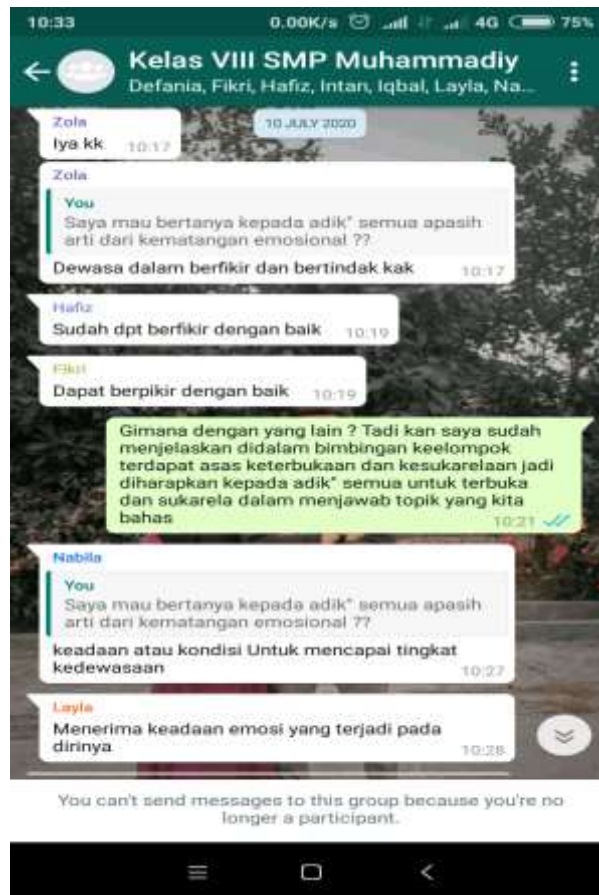 10:33 0.00K/s 4G 75%
Kelas VIII SMP Muhammadiy
Defania, Fikri, Hafiz, Intan, Iqbal, Layla, Na...
10 JULY 2020
Zola
Iya kk 10:17
Zola
You
Saya mau bertanya kepada adik" semua apasih
arti dari kematangan emosional ??
Dewasa dalam berfikir dan bertindak kak 10:17
Hafiz
Sudah dpt berfikir dengan baik 10:19
Fikri
Dapat berpikir dengan baik 10:19
Gimana dengan yang lain ? Tadi kan saya sudah
menjelaskan didalam bimbingan keelompok
terdapat asas keterbukaan dan kesukarelaan jadi
diharapkan kepada adik" semua untuk terbuka
dan sukarela dalam menjawab topik yang kita
bahas 10:21
Nabila
You
Saya mau bertanya kepada adik" semua apasih
arti dari kematangan emosional ??
keadaan atau kondisi Untuk mencapai tingkat
kedewasaan 10:27
Layla
Menerima keadaan emosi yang terjadi pada
dirinya 10:28
You can't send messages to this group because you're no
longer a participant.